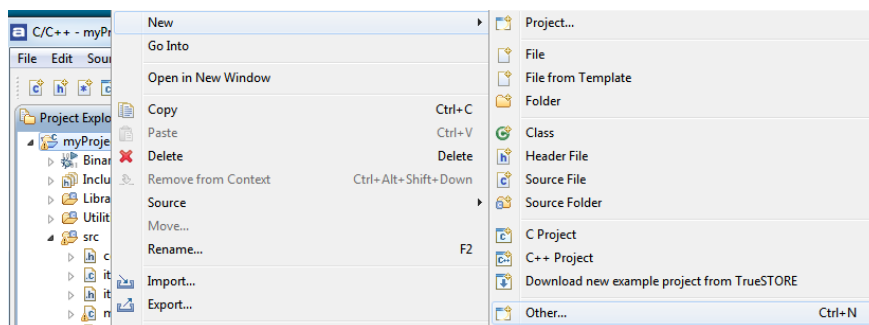 C/C++ - myPr
File Edit Sour
Project Explo
myProje
Binar
Inclu
Libra
Utilit
src
c
it
it
m
New
Go Into
Open in New Window
Copy Ctrl+C
Paste Ctrl+V
Delete Delete
Remove from Context Ctrl+Alt+Shift+Down
Source
Move...
Rename... F2
Import...
Export...
Project...
File
File from Template
Folder
Class
Header File
Source File
Source Folder
C Project
C++ Project
Download new example project from TrueSTORE
Other... Ctrl+N